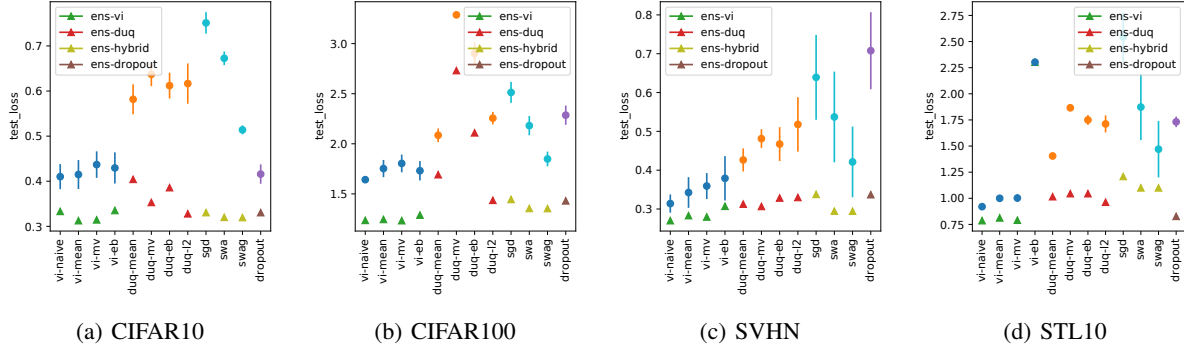 ens-vi
ens-duq
ens-hybrid
ens-dropout
test_loss
0.7
0.6
0.5
0.4
0.3
vi-naive
vi-mean
vi-mv
vi-eb
duq-mean
duq-mv
duq-eb
duq-l2
sgd
swa
swag
dropout
(a) CIFAR10
ens-vi
ens-duq
ens-hybrid
ens-dropout
test_loss
3.0
2.5
2.0
1.5
vi-naive
vi-mean
vi-mv
vi-eb
duq-mean
duq-mv
duq-eb
duq-l2
sgd
swa
swag
dropout
(b) CIFAR100
ens-vi
ens-duq
ens-hybrid
ens-dropout
test_loss
0.8
0.7
0.6
0.5
0.4
0.3
vi-naive
vi-mean
vi-mv
vi-eb
duq-mean
duq-mv
duq-eb
duq-l2
sgd
swa
swag
dropout
(c) SVHN
ens-vi
ens-duq
ens-hybrid
ens-dropout
test_loss
2.75
2.50
2.25
2.00
1.75
1.50
1.25
1.00
0.75
vi-naive
vi-mean
vi-mv
vi-eb
duq-mean
duq-mv
duq-eb
duq-l2
sgd
swa
swag
dropout
(d) STL10